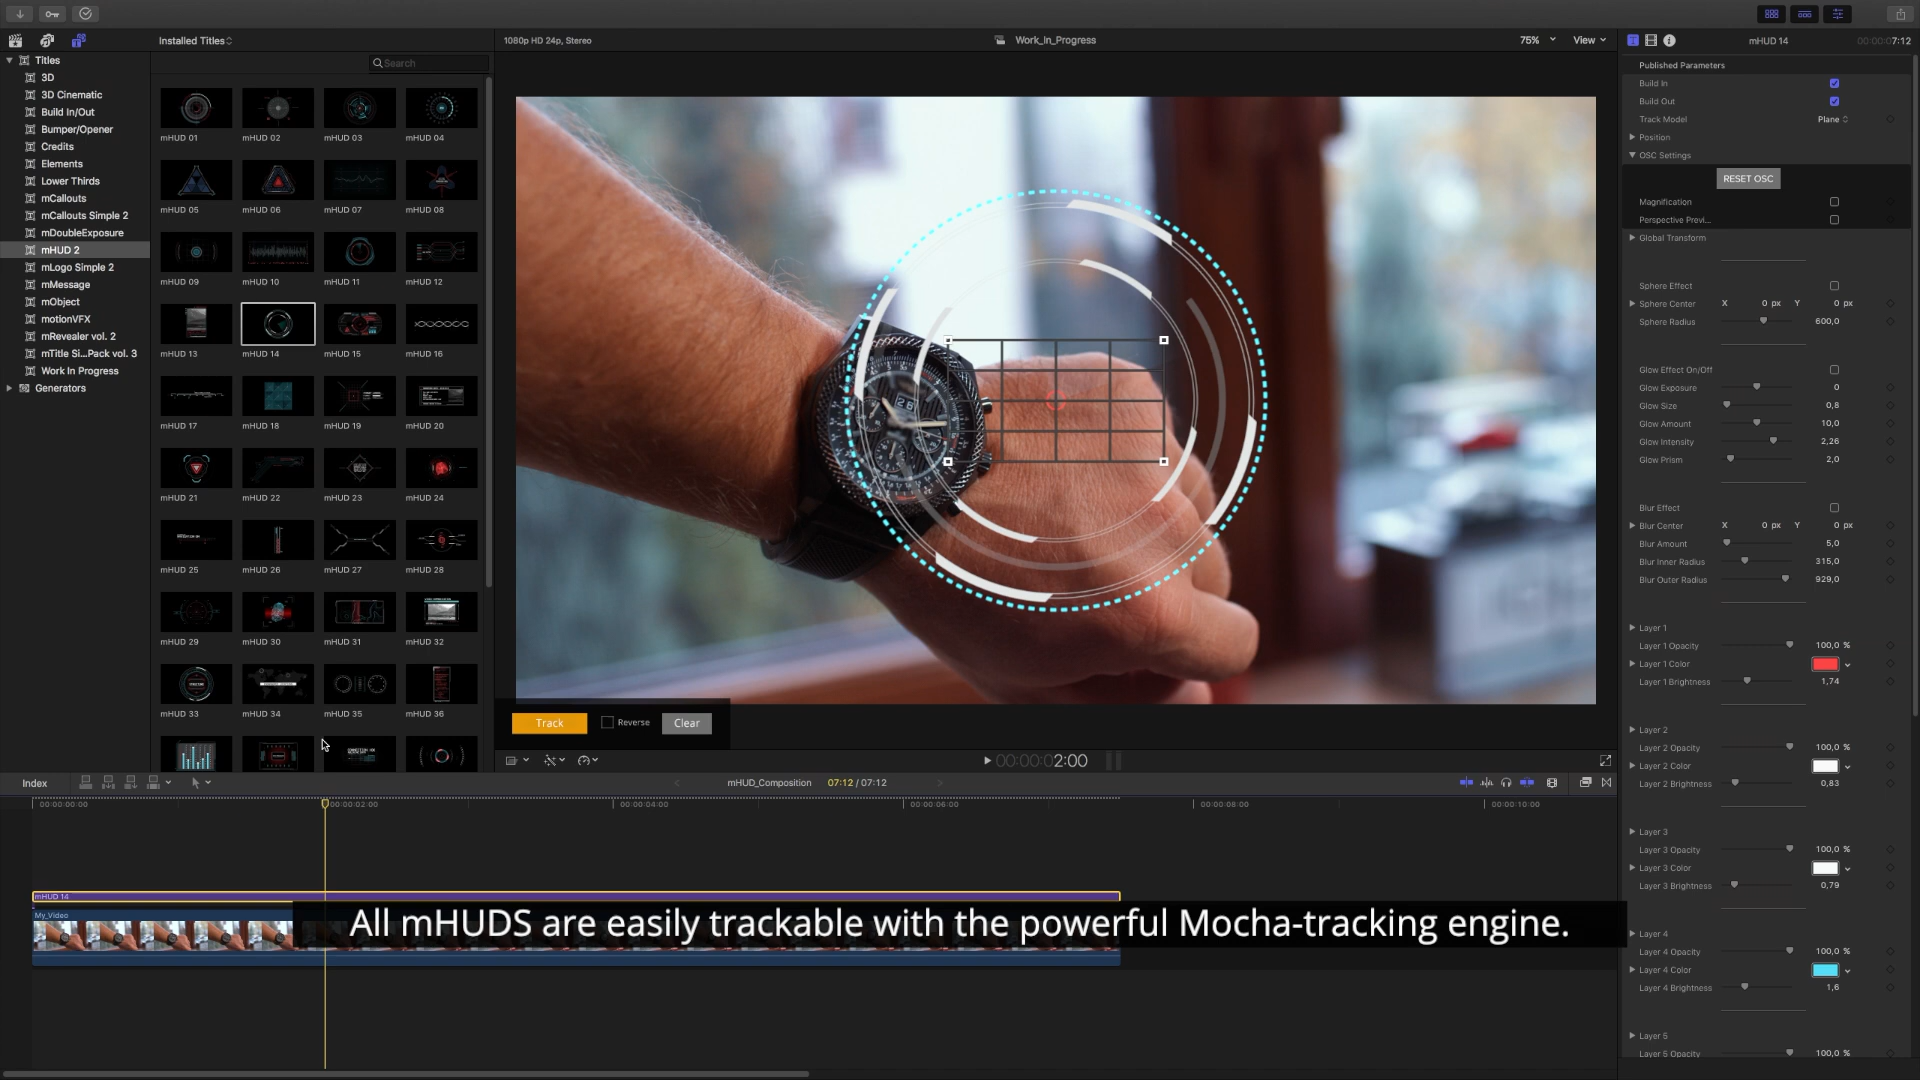 Installed Titles
1080p HD 24p, Stereo
Work_In_Progress
75%
View
mHUD 14
00:00:07:12
Titles
3D
3D Cinematic
Build In/Out
Bumper/Opener
Credits
Elements
Lower Thirds
mCallouts
mCallouts Simple 2
mDoubleExposure
mHUD 2
mLogo Simple 2
mMessage
mObject
motionVFX
mRevealer vol. 2
mTitle Si...Pack vol. 3
Work In Progress
Generators
Search
mHUD 01 mHUD 02 mHUD 03 mHUD 04
mHUD 05 mHUD 06 mHUD 07 mHUD 08
mHUD 09 mHUD 10 mHUD 11 mHUD 12
mHUD 13 mHUD 14 mHUD 15 mHUD 16
mHUD 17 mHUD 18 mHUD 19 mHUD 20
mHUD 21 mHUD 22 mHUD 23 mHUD 24
mHUD 25 mHUD 26 mHUD 27 mHUD 28
mHUD 29 mHUD 30 mHUD 31 mHUD 32
mHUD 33 mHUD 34 mHUD 35 mHUD 36
26
Track
Reverse
Clear
00:00:02:00
Published Parameters
Build In
Build Out
Track Model Plane
Position
OSC Settings
RESET OSC
Magnification
Perspective Previ...
Global Transform
Sphere Effect
Sphere Center X 0 px Y 0 px
Sphere Radius 600,0
Glow Effect On/Off
Glow Exposure 0
Glow Size 0,8
Glow Amount 10,0
Glow Intensity 2,26
Glow Prism 2,0
Blur Effect
Blur Center X 0 px Y 0 px
Blur Amount 5,0
Blur Inner Radius 315,0
Blur Outer Radius 929,0
Layer 1
Layer 1 Opacity 100,0 %
Layer 1 Color
Layer 1 Brightness 1,74
Layer 2
Layer 2 Opacity 100,0 %
Layer 2 Color
Layer 2 Brightness 0,83
Layer 3
Layer 3 Opacity 100,0 %
Layer 3 Color
Layer 3 Brightness 0,79
Layer 4
Layer 4 Opacity 100,0 %
Layer 4 Color
Layer 4 Brightness 1,6
Layer 5
Layer 5 Opacity 100,0 %
Index
mHUD_Composition
07:12 / 07:12
00:00:00:00
00:00:02:00
00:00:04:00
00:00:06:00
00:00:08:00
00:00:10:00
mHUD 14
My_Video
All mHUDS are easily trackable with the powerful Mocha-tracking engine.